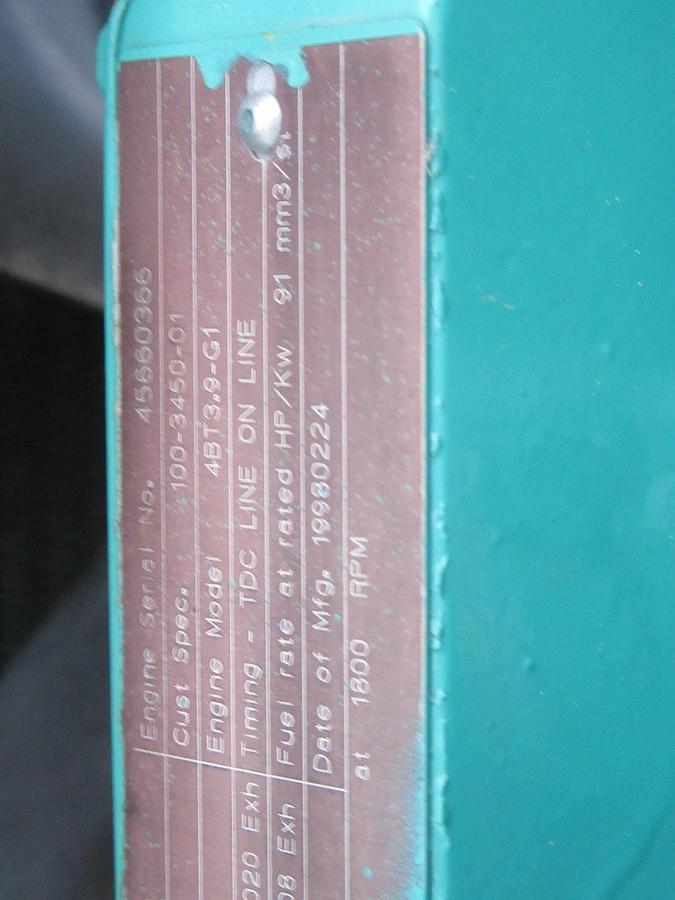 Engine Serial No. 45660366
Cust Spec. 100-3450-01
Engine Model 4BT3.9-G1
020 Exh Timing - TDC LINE ON LINE
08 Exh Fuel rate at rated HP/Kw 91 mm3/st
Date of Mfg. 19980224
at 1800 RPM